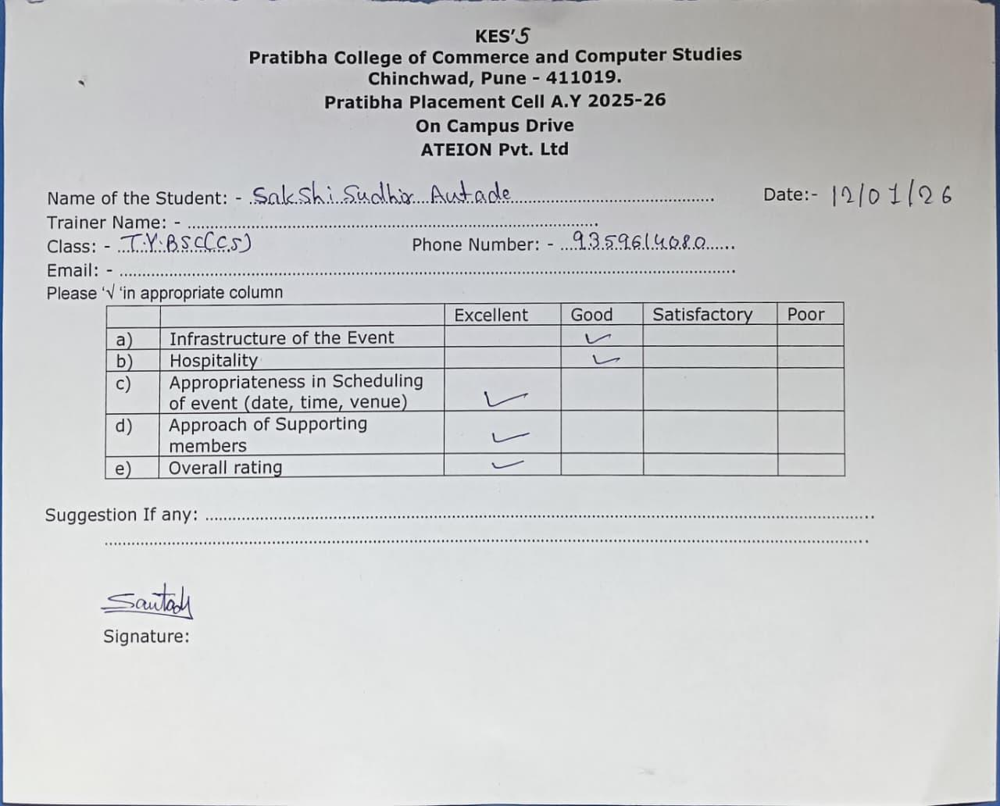 KES'S
Pratibha College of Commerce and Computer Studies
Chinchwad, Pune - 411019.
Pratibha Placement Cell A.Y 2025-26
On Campus Drive
ATEION Pvt. Ltd
Name of the Student: - Sakshi Sudhir Autade Date:- 12/01/26
Trainer Name: -
Class: - T.Y.BSC(CS) Phone Number: - 9359614080
Email: -
Please '√ 'in appropriate column
Excellent Good Satisfactory Poor
a) Infrastructure of the Event ✓
b) Hospitality ✓
c) Appropriateness in Scheduling
of event (date, time, venue) ✓
d) Approach of Supporting
members ✓
e) Overall rating ✓
Suggestion If any:
Sautade
Signature: